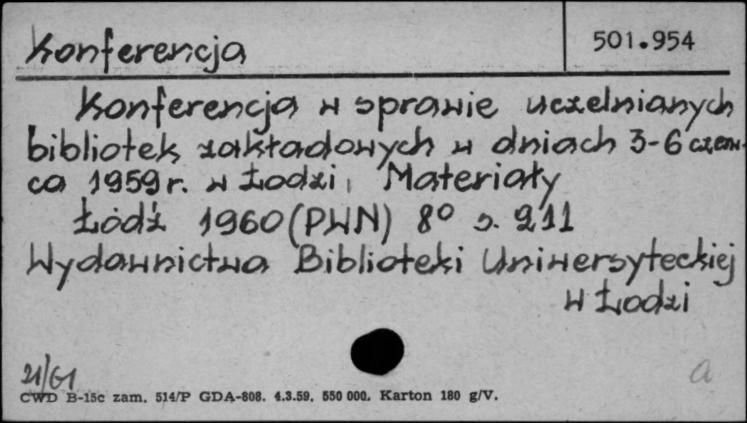 Konferencja
501.954
Konferencja w sprawie uczelnianych
bibliotek zakładowych w dniach 3-6 czerw-
ca 1959 r. w Łodzi. Materiały
Łódź 1960 (PWN) 8° s. 211
Wydawnictwa Biblioteki Uniwersyteckiej
w Łodzi
21/61
a
CWD B-15c zam. 514/P GDA-808. 4.3.59. 550 000. Karton 180 g/V.